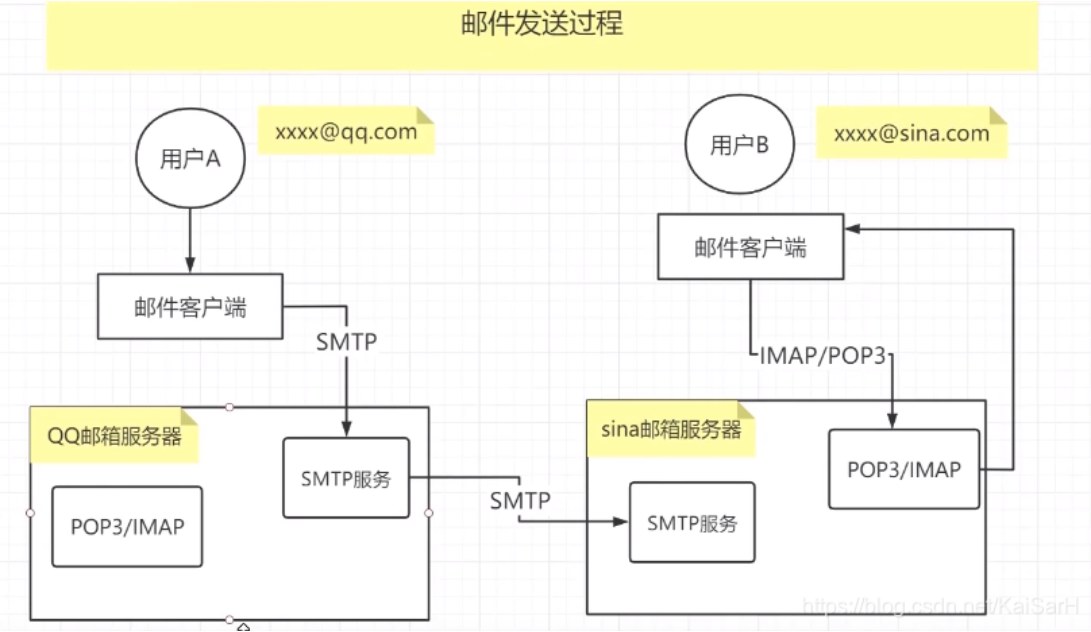 邮件发送过程
用户A
xxxx@qq.com
邮件客户端
SMTP
QQ邮箱服务器
SMTP服务
POP3/IMAP
SMTP
用户B
xxxx@sina.com
邮件客户端
IMAP/POP3
sina邮箱服务器
POP3/IMAP
SMTP服务
https://blog.csdn.net/KaiSarH